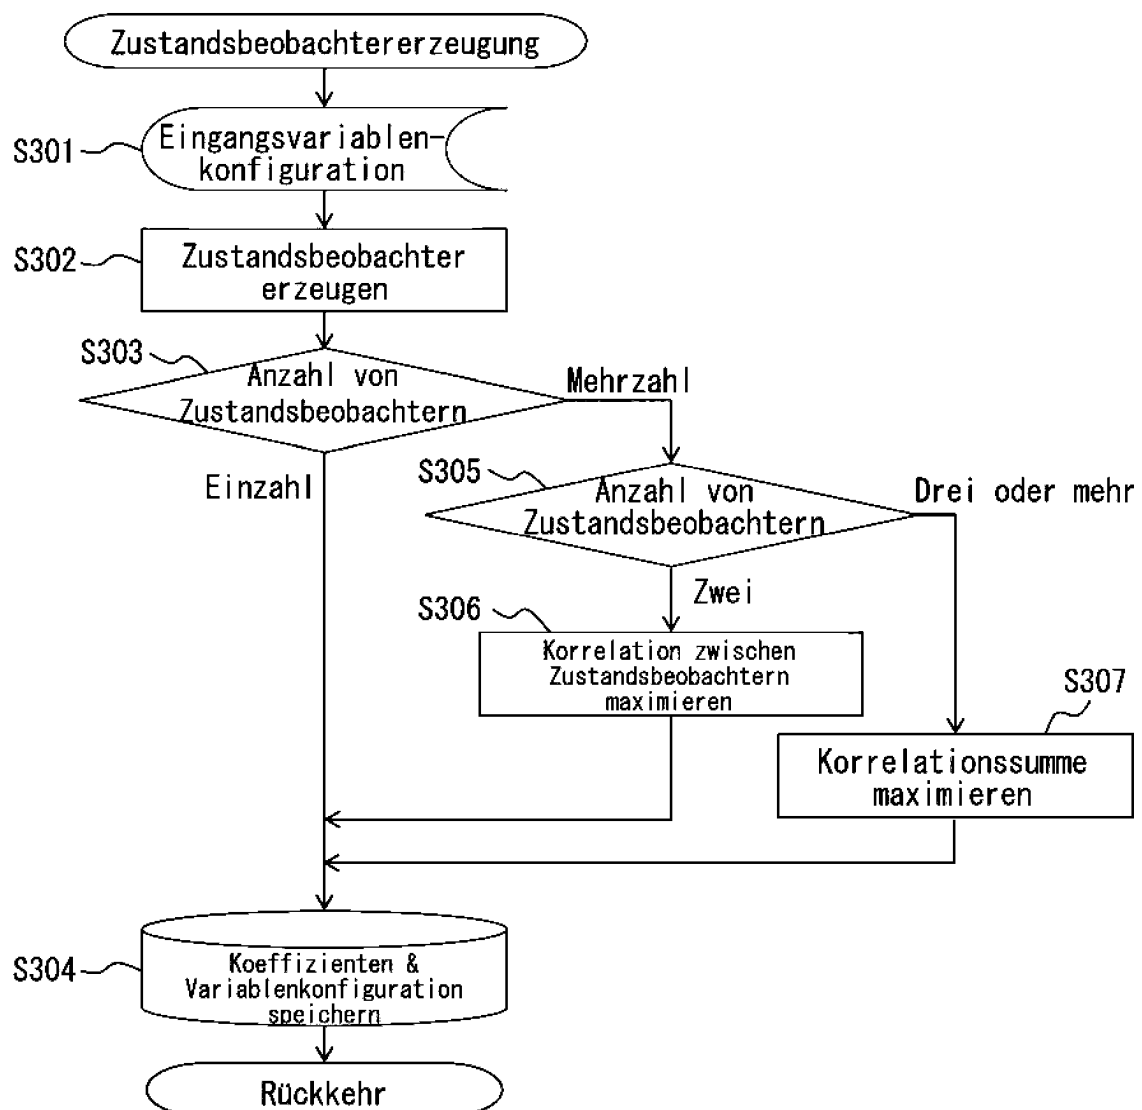 Zustandsbeobachtererzeugung
S301
Eingangsvariablen-
konfiguration
S302
Zustandsbeobachter
erzeugen
S303
Anzahl von
Zustandsbeobachtern
Mehrzahl
Einzahl
S305
Anzahl von
Zustandsbeobachtern
Drei oder mehr
Zwei
S306
Korrelation zwischen
Zustandsbeobachtern
maximieren
S307
Korrelationssumme
maximieren
S304
Koeffizienten &
Variablenkonfiguration
speichern
Rückkehr